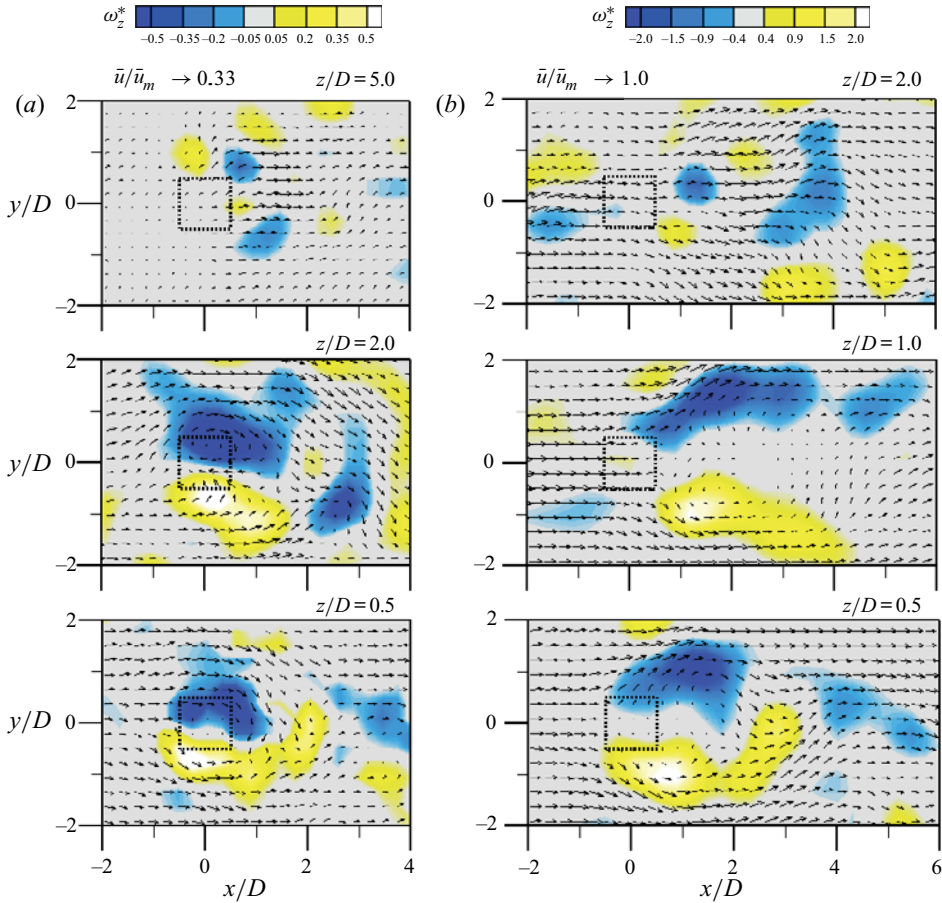 ω*z
−0.5 −0.35 −0.2 −0.05 0.05 0.2 0.35 0.5
ω*z
−2.0 −1.5 −0.9 −0.4 0.4 0.9 1.5 2.0
ū/ūm → 0.33 z/D = 5.0
ū/ūm → 1.0 z/D = 2.0
(a)
(b)
2
y/D
0
−2
2
0
−2
z/D = 2.0
z/D = 1.0
2
y/D
0
−2
2
0
−2
z/D = 0.5
z/D = 0.5
2
y/D
0
−2
2
0
−2
−2 0 2 4
−2 0 2 4 6
x/D
x/D